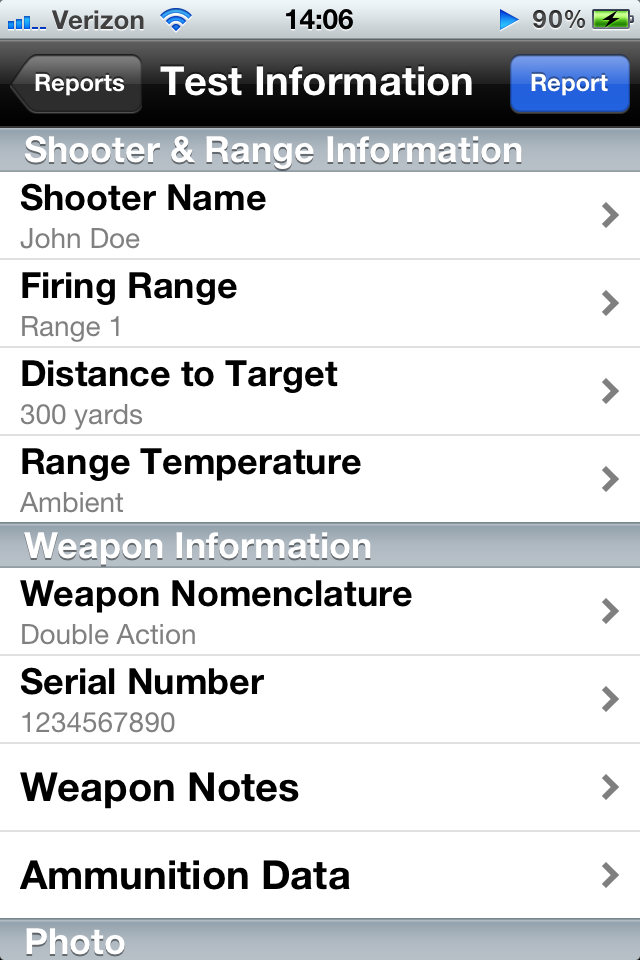 Verizon 14:06 90%
Reports Test Information Report
Shooter & Range Information
Shooter Name
John Doe
Firing Range
Range 1
Distance to Target
300 yards
Range Temperature
Ambient
Weapon Information
Weapon Nomenclature
Double Action
Serial Number
1234567890
Weapon Notes
Ammunition Data
Photo